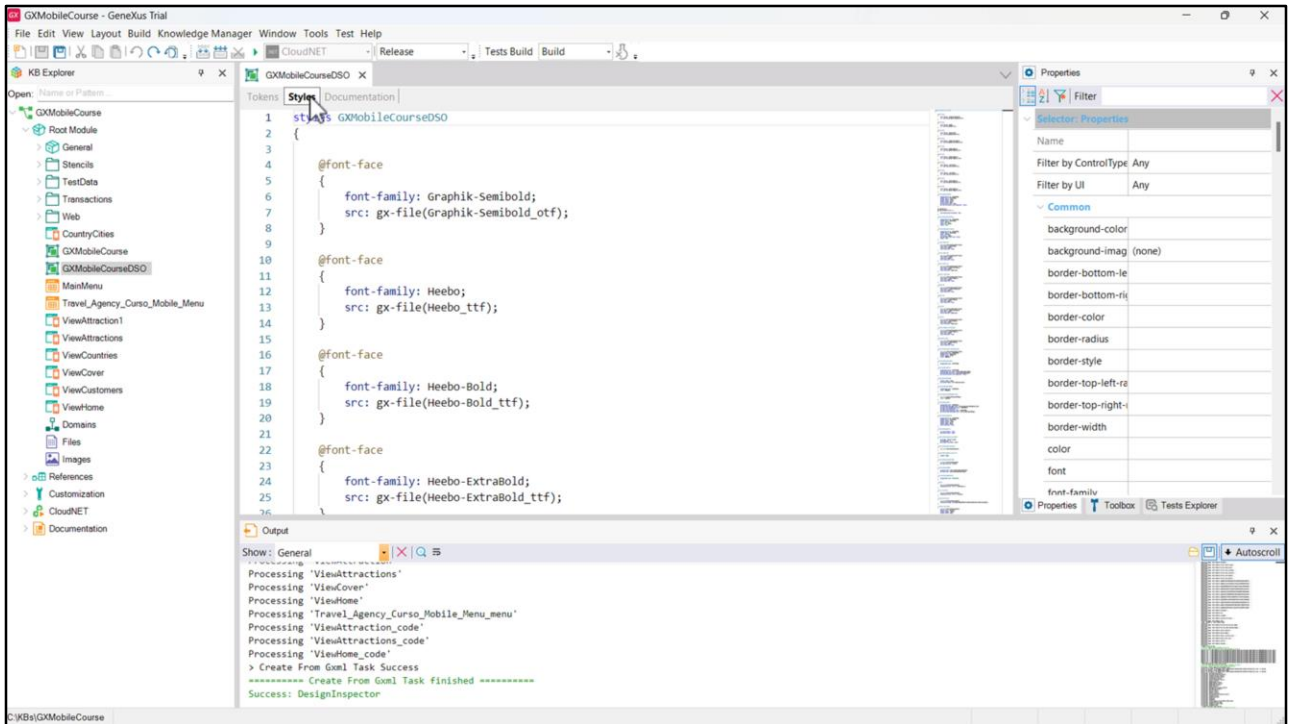 GX GXMobileCourse - GeneXus Trial
File Edit View Layout Build Knowledge Manager Window Tools Test Help
CloudNET Release Tests Build Build
KB Explorer
Open: Name or Pattern...
GXMobileCourse
Root Module
General
Stencils
TestData
Transactions
Web
CountryCities
GXMobileCourse
GXMobileCourseDSO
MainMenu
Travel_Agency_Curso_Mobile_Menu
ViewAttraction1
ViewAttractions
ViewCountries
ViewCover
ViewCustomers
ViewHome
Domains
Files
Images
References
Customization
CloudNET
Documentation
GXMobileCourseDSO
Tokens Styles Documentation
1 styles GXMobileCourseDSO
2 {
3
4 @font-face
5 {
6 font-family: Graphik-Semibold;
7 src: gx-file(Graphik-Semibold_otf);
8 }
9
10 @font-face
11 {
12 font-family: Heebo;
13 src: gx-file(Heebo_ttf);
14 }
15
16 @font-face
17 {
18 font-family: Heebo-Bold;
19 src: gx-file(Heebo-Bold_ttf);
20 }
21
22 @font-face
23 {
24 font-family: Heebo-ExtraBold;
25 src: gx-file(Heebo-ExtraBold_ttf);
26 }
Properties
Filter
Selector: Properties
Name
Filter by ControlType Any
Filter by UI Any
Common
background-color
background-imag (none)
border-bottom-le
border-bottom-rig
border-color
border-radius
border-style
border-top-left-ra
border-top-right-
border-width
color
font
font-family
Properties Toolbox Tests Explorer
Output
Show: General
Autoscroll
Processing 'ViewAttractions'
Processing 'ViewCover'
Processing 'ViewHome'
Processing 'Travel_Agency_Curso_Mobile_Menu_menu'
Processing 'ViewAttraction_code'
Processing 'ViewAttractions_code'
Processing 'ViewHome_code'
> Create From Gxml Task Success
========== Create From Gxml Task finished ==========
Success: DesignInspector
C:\KBs\GXMobileCourse